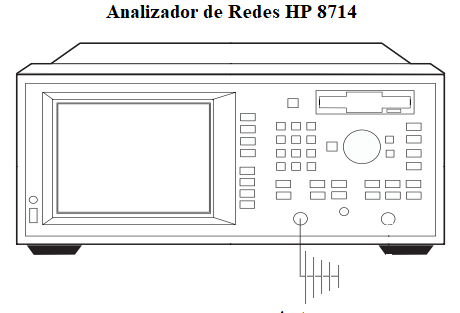 Analizador de Redes HP 8714